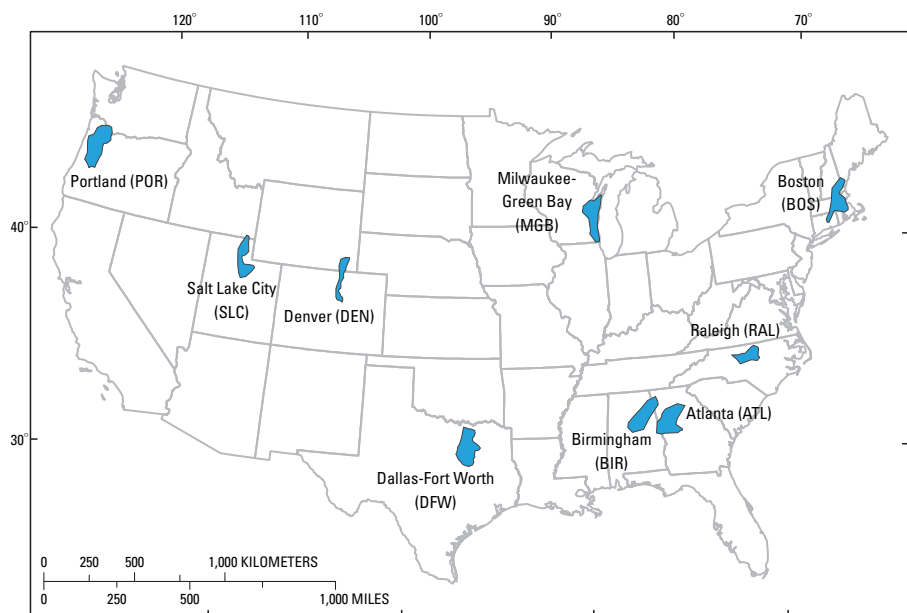 120° 110° 100° 90° 80° 70°
Portland (POR)
Milwaukee-
Green Bay
(MGB)
Boston
(BOS)
40°
Salt Lake City
(SLC)
Denver (DEN)
Raleigh (RAL)
Atlanta (ATL)
Birmingham
(BIR)
30°
Dallas-Fort Worth
(DFW)
0 250 500 1,000 KILOMETERS
0 250 500 1,000 MILES